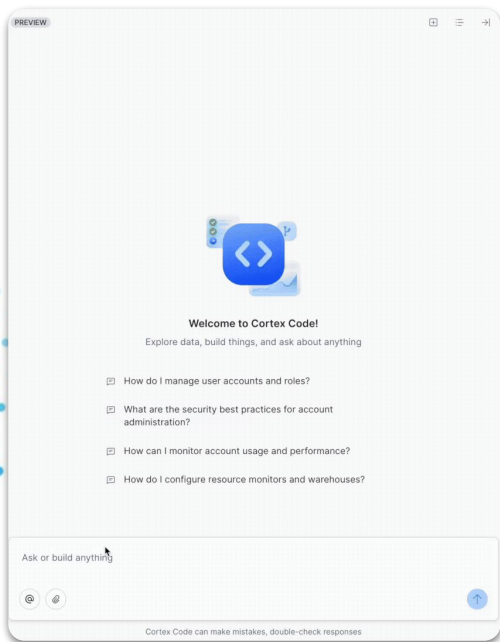 PREVIEW
Welcome to Cortex Code!
Explore data, build things, and ask about anything
How do I manage user accounts and roles?
What are the security best practices for account
administration?
How can I monitor account usage and performance?
How do I configure resource monitors and warehouses?
Ask or build anything
@
Cortex Code can make mistakes, double-check responses